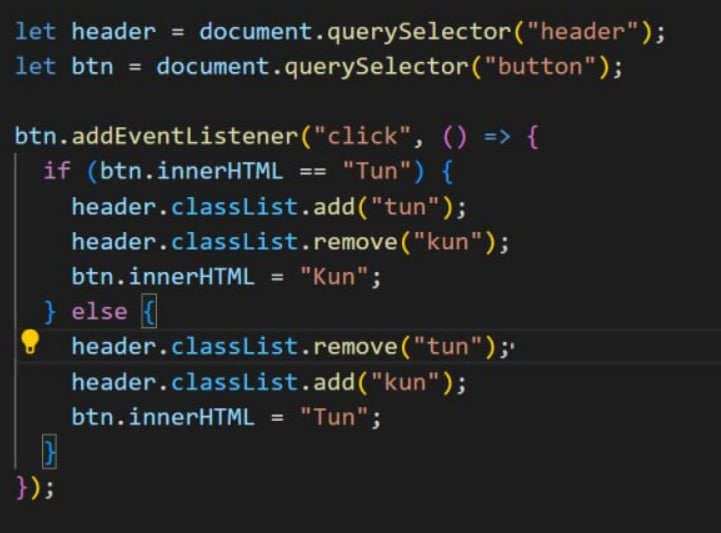 let header = document.querySelector("header");
let btn = document.querySelector("button");
btn.addEventListener("click", () => {
if (btn.innerHTML == "Tun") {
header.classList.add("tun");
header.classList.remove("kun");
btn.innerHTML = "Kun";
} else {
header.classList.remove("tun");
header.classList.add("kun");
btn.innerHTML = "Tun";
}
});